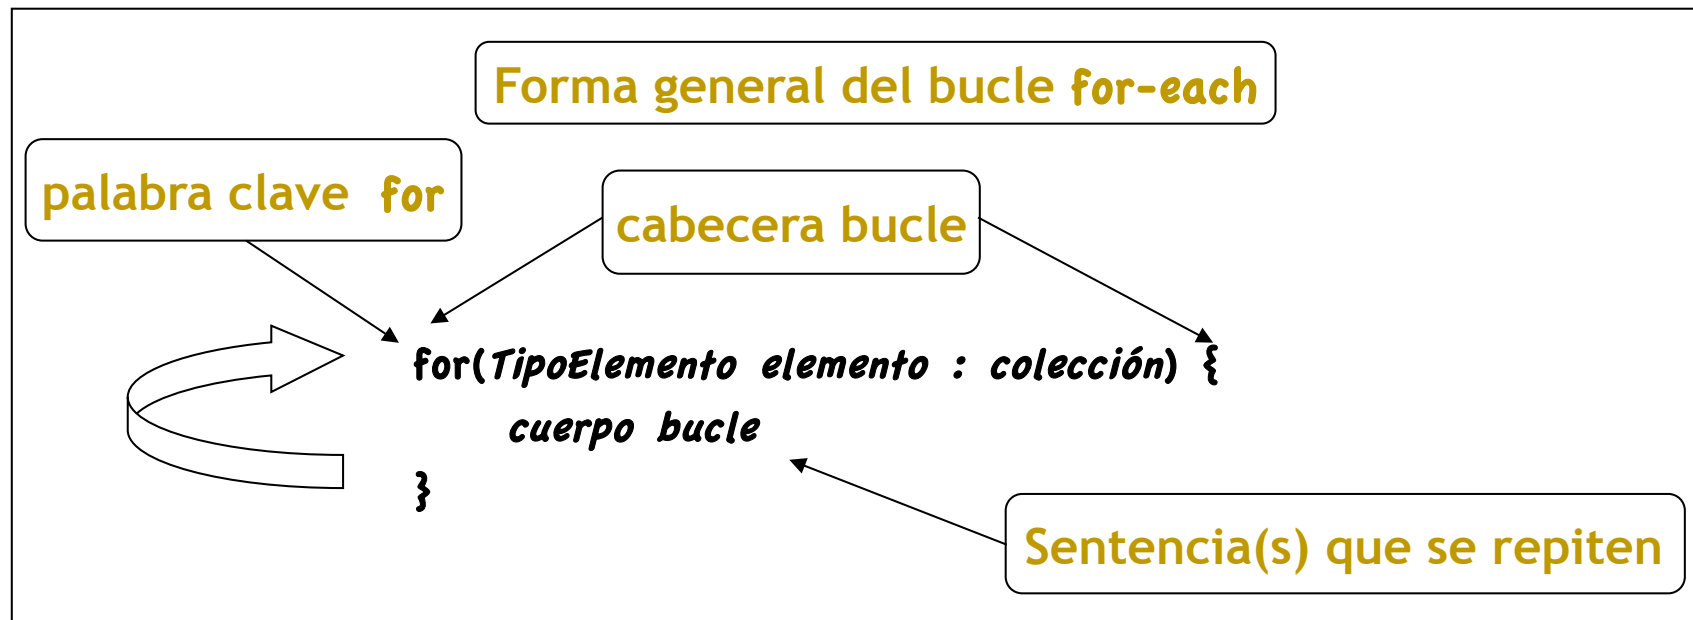 Forma general del bucle for-each
palabra clave for
cabecera bucle
for(TipoElemento elemento : colección) {
cuerpo bucle
}
Sentencia(s) que se repiten